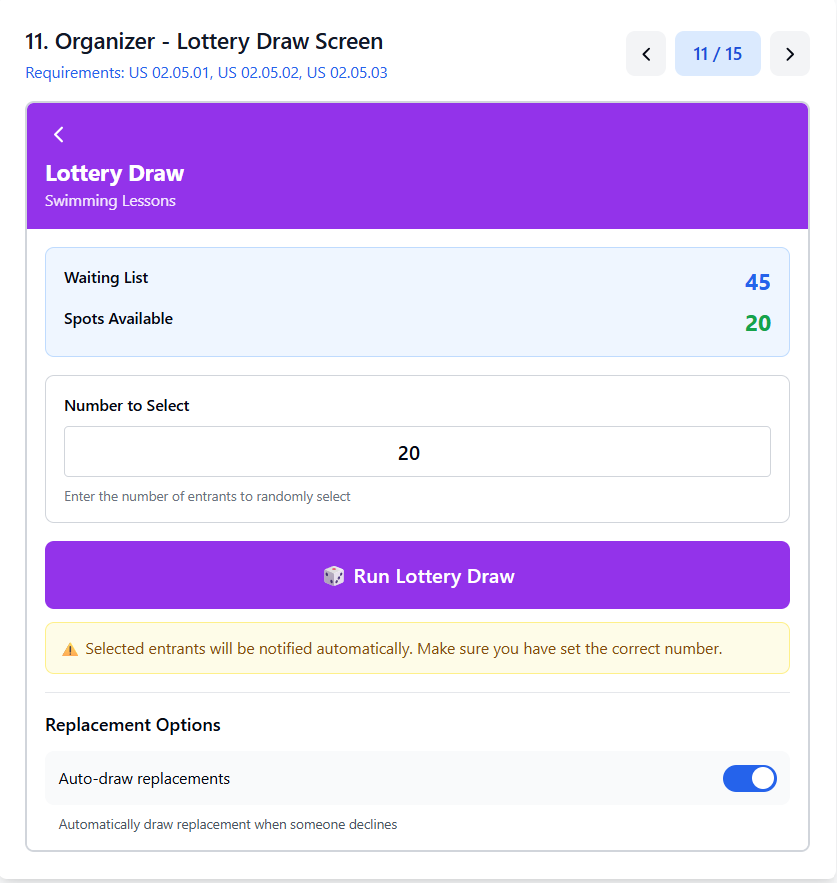 11. Organizer - Lottery Draw Screen
Requirements: US 02.05.01, US 02.05.02, US 02.05.03
11 / 15
Lottery Draw
Swimming Lessons
Waiting List
45
Spots Available
20
Number to Select
20
Enter the number of entrants to randomly select
🎲 Run Lottery Draw
⚠️ Selected entrants will be notified automatically. Make sure you have set the correct number.
Replacement Options
Auto-draw replacements
Automatically draw replacement when someone declines